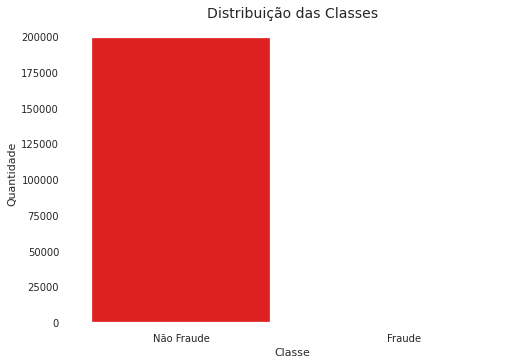 Distribuição das Classes
200000
175000
150000
125000
100000
75000
50000
25000
0
Quantidade
Não Fraude Fraude
Classe